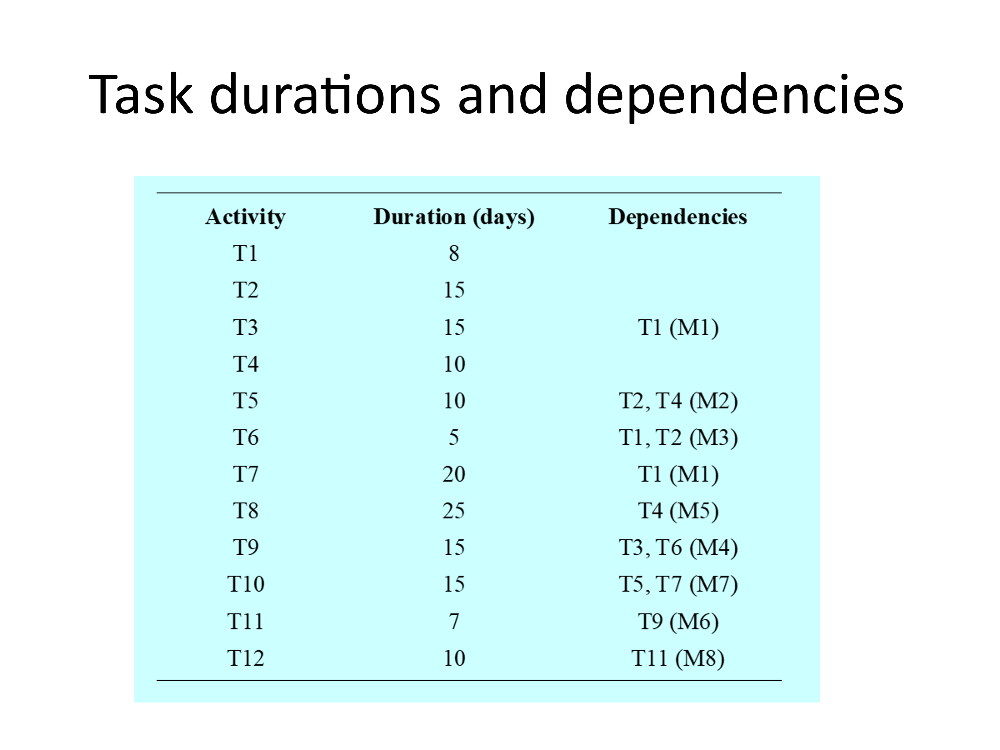 Task durations and dependencies
Activity Duration (days) Dependencies
T1 8
T2 15
T3 15 T1 (M1)
T4 10
T5 10 T2, T4 (M2)
T6 5 T1, T2 (M3)
T7 20 T1 (M1)
T8 25 T4 (M5)
T9 15 T3, T6 (M4)
T10 15 T5, T7 (M7)
T11 7 T9 (M6)
T12 10 T11 (M8)